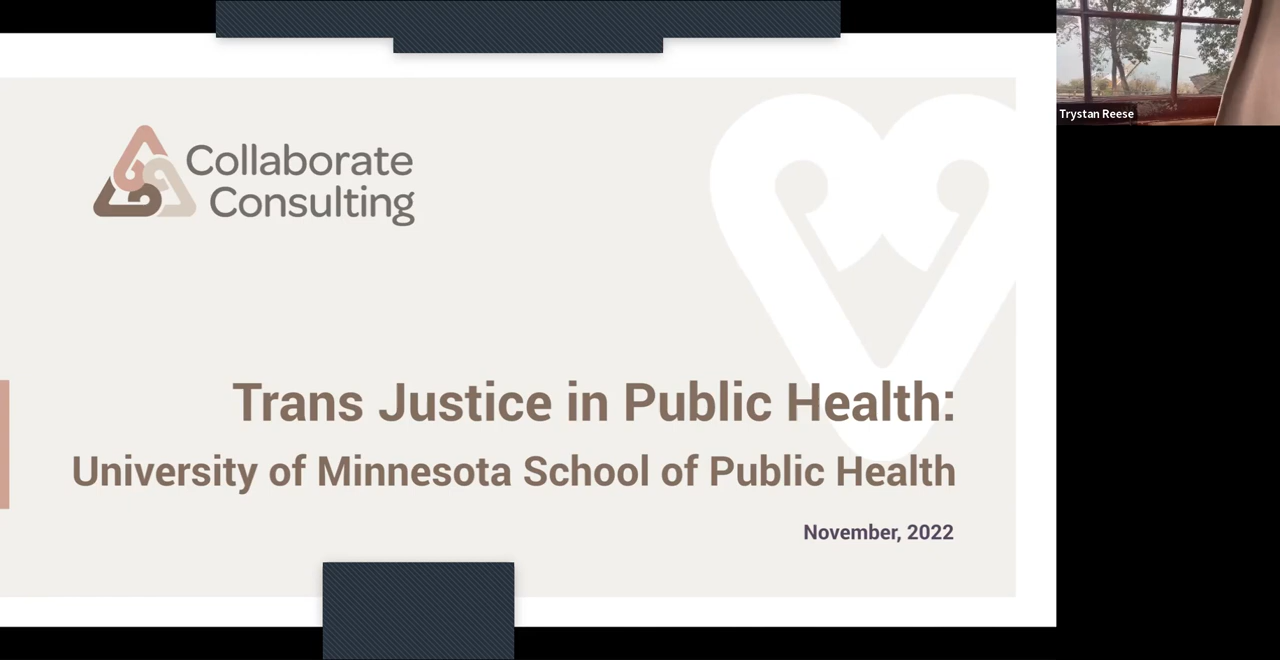 Collaborate
Consulting
Trans Justice in Public Health:
University of Minnesota School of Public Health
November, 2022
Trystan Reese